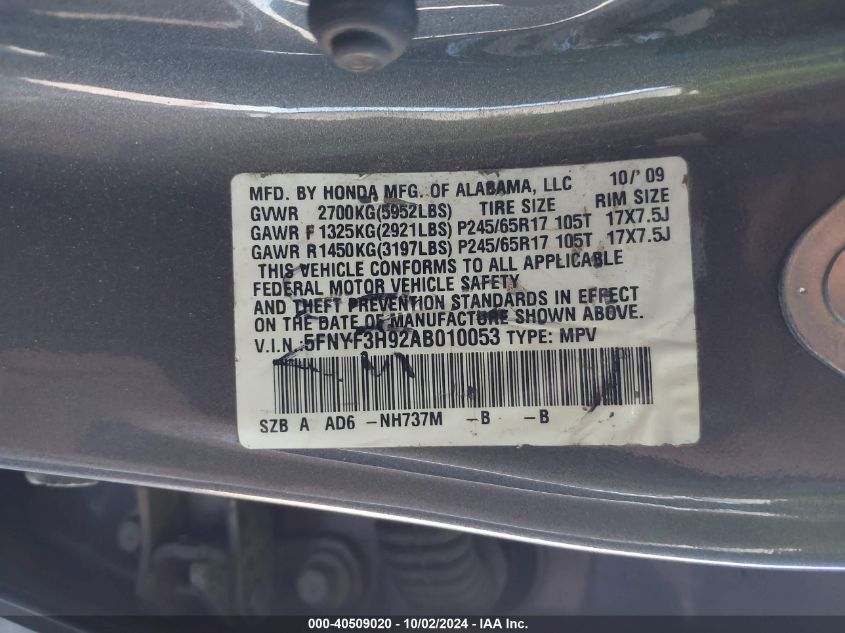 MFD. BY HONDA MFG. OF ALABAMA, LLC 10/'09
GVWR 2700KG(5952LBS) TIRE SIZE RIM SIZE
GAWR F 1325KG(2921LBS) P245/65R17 105T 17X7.5J
GAWR R 1450KG(3197LBS) P245/65R17 105T 17X7.5J
THIS VEHICLE CONFORMS TO ALL APPLICABLE
FEDERAL MOTOR VEHICLE SAFETY
AND THEFT PREVENTION STANDARDS IN EFFECT
ON THE DATE OF MANUFACTURE SHOWN ABOVE.
V.I.N.: 5FNYF3H92AB010053 TYPE: MPV
SZB A AD6 -NH737M -B -B
000-40509020 - 10/02/2024 - IAA Inc.